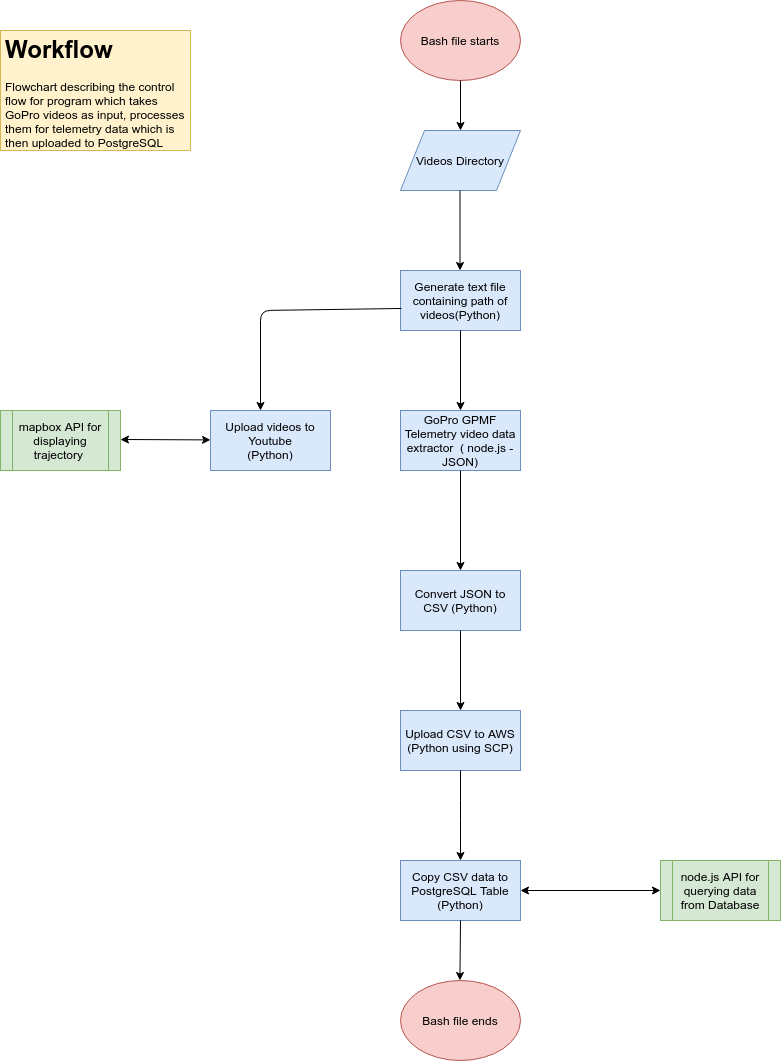 Workflow
Flowchart describing the control
flow for program which takes
GoPro videos as input, processes
them for telemetry data which is
then uploaded to PostgreSQL
Bash file starts
Videos Directory
Generate text file
containing path of
videos(Python)
mapbox API for
displaying
trajectory
Upload videos to
Youtube
(Python)
GoPro GPMF
Telemetry video data
extractor ( node.js -
JSON)
Convert JSON to
CSV (Python)
Upload CSV to AWS
(Python using SCP)
Copy CSV data to
PostgreSQL Table
(Python)
node.js API for
querying data
from Database
Bash file ends